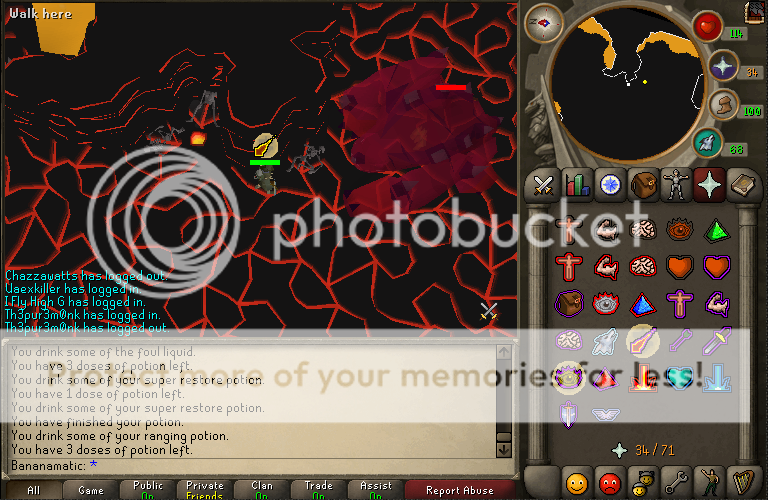 Walk here
114
34
100
68
photobucket
Chazzawatts has logged out.
Uaexkiller has logged in.
I Fly High G has logged in.
Th3pur3m0nk has logged in.
Th3pur3m0nk has logged out.
You drink some of the foul liquid.
You have 3 doses of potion left.
You drink some of your super restore potion.
You have 1 dose of potion left.
You drink some of your super restore potion.
You have finished your potion.
You drink some of your ranging potion.
You have 3 doses of potion left.
more of your memories for less!
Bananamatic: *
34 / 71
All
Game
Public
On
Private
Friends
Clan
On
Trade
On
Assist
On
Report Abuse